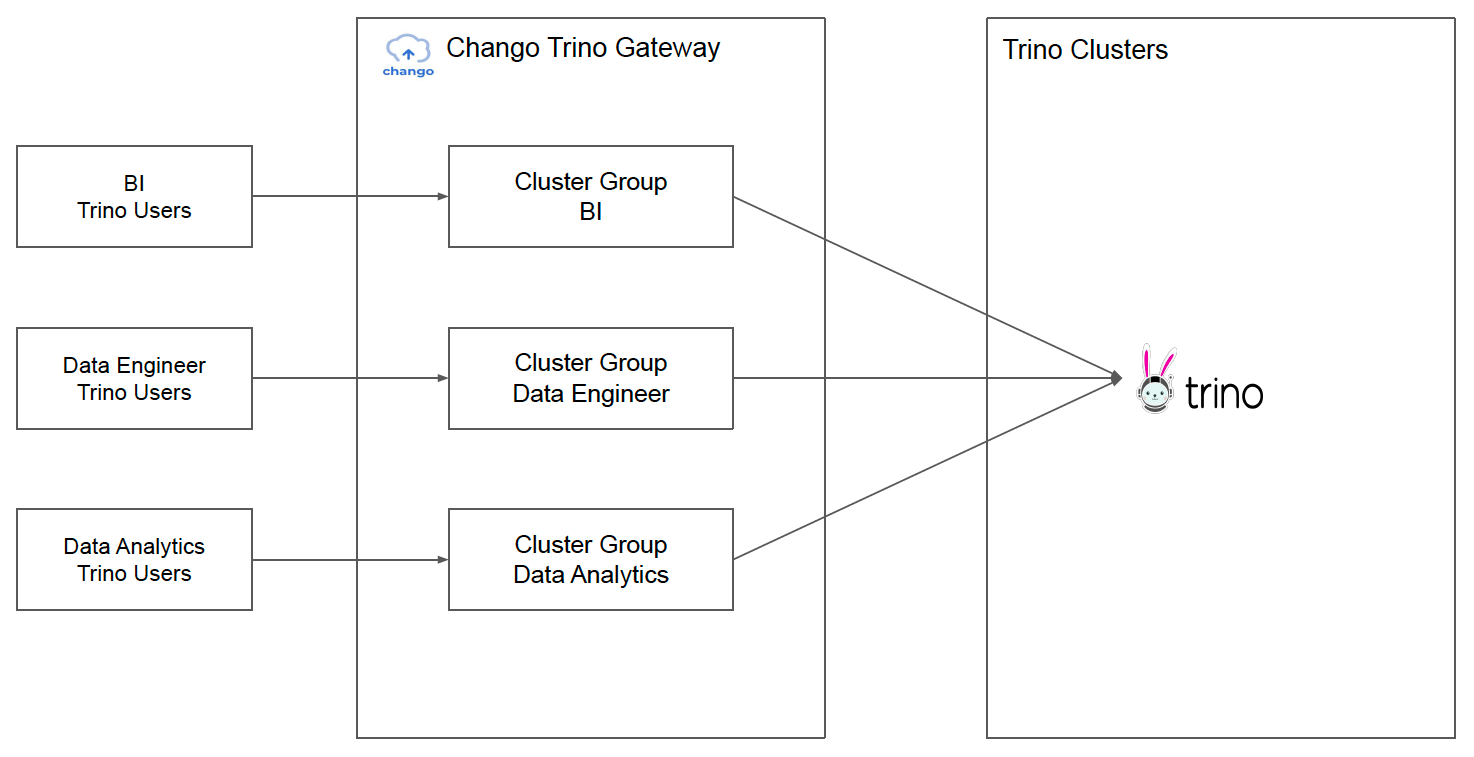 chango
Chango Trino Gateway
Trino Clusters
BI
Trino Users
Cluster Group
BI
Data Engineer
Trino Users
Cluster Group
Data Engineer
trino
Data Analytics
Trino Users
Cluster Group
Data Analytics